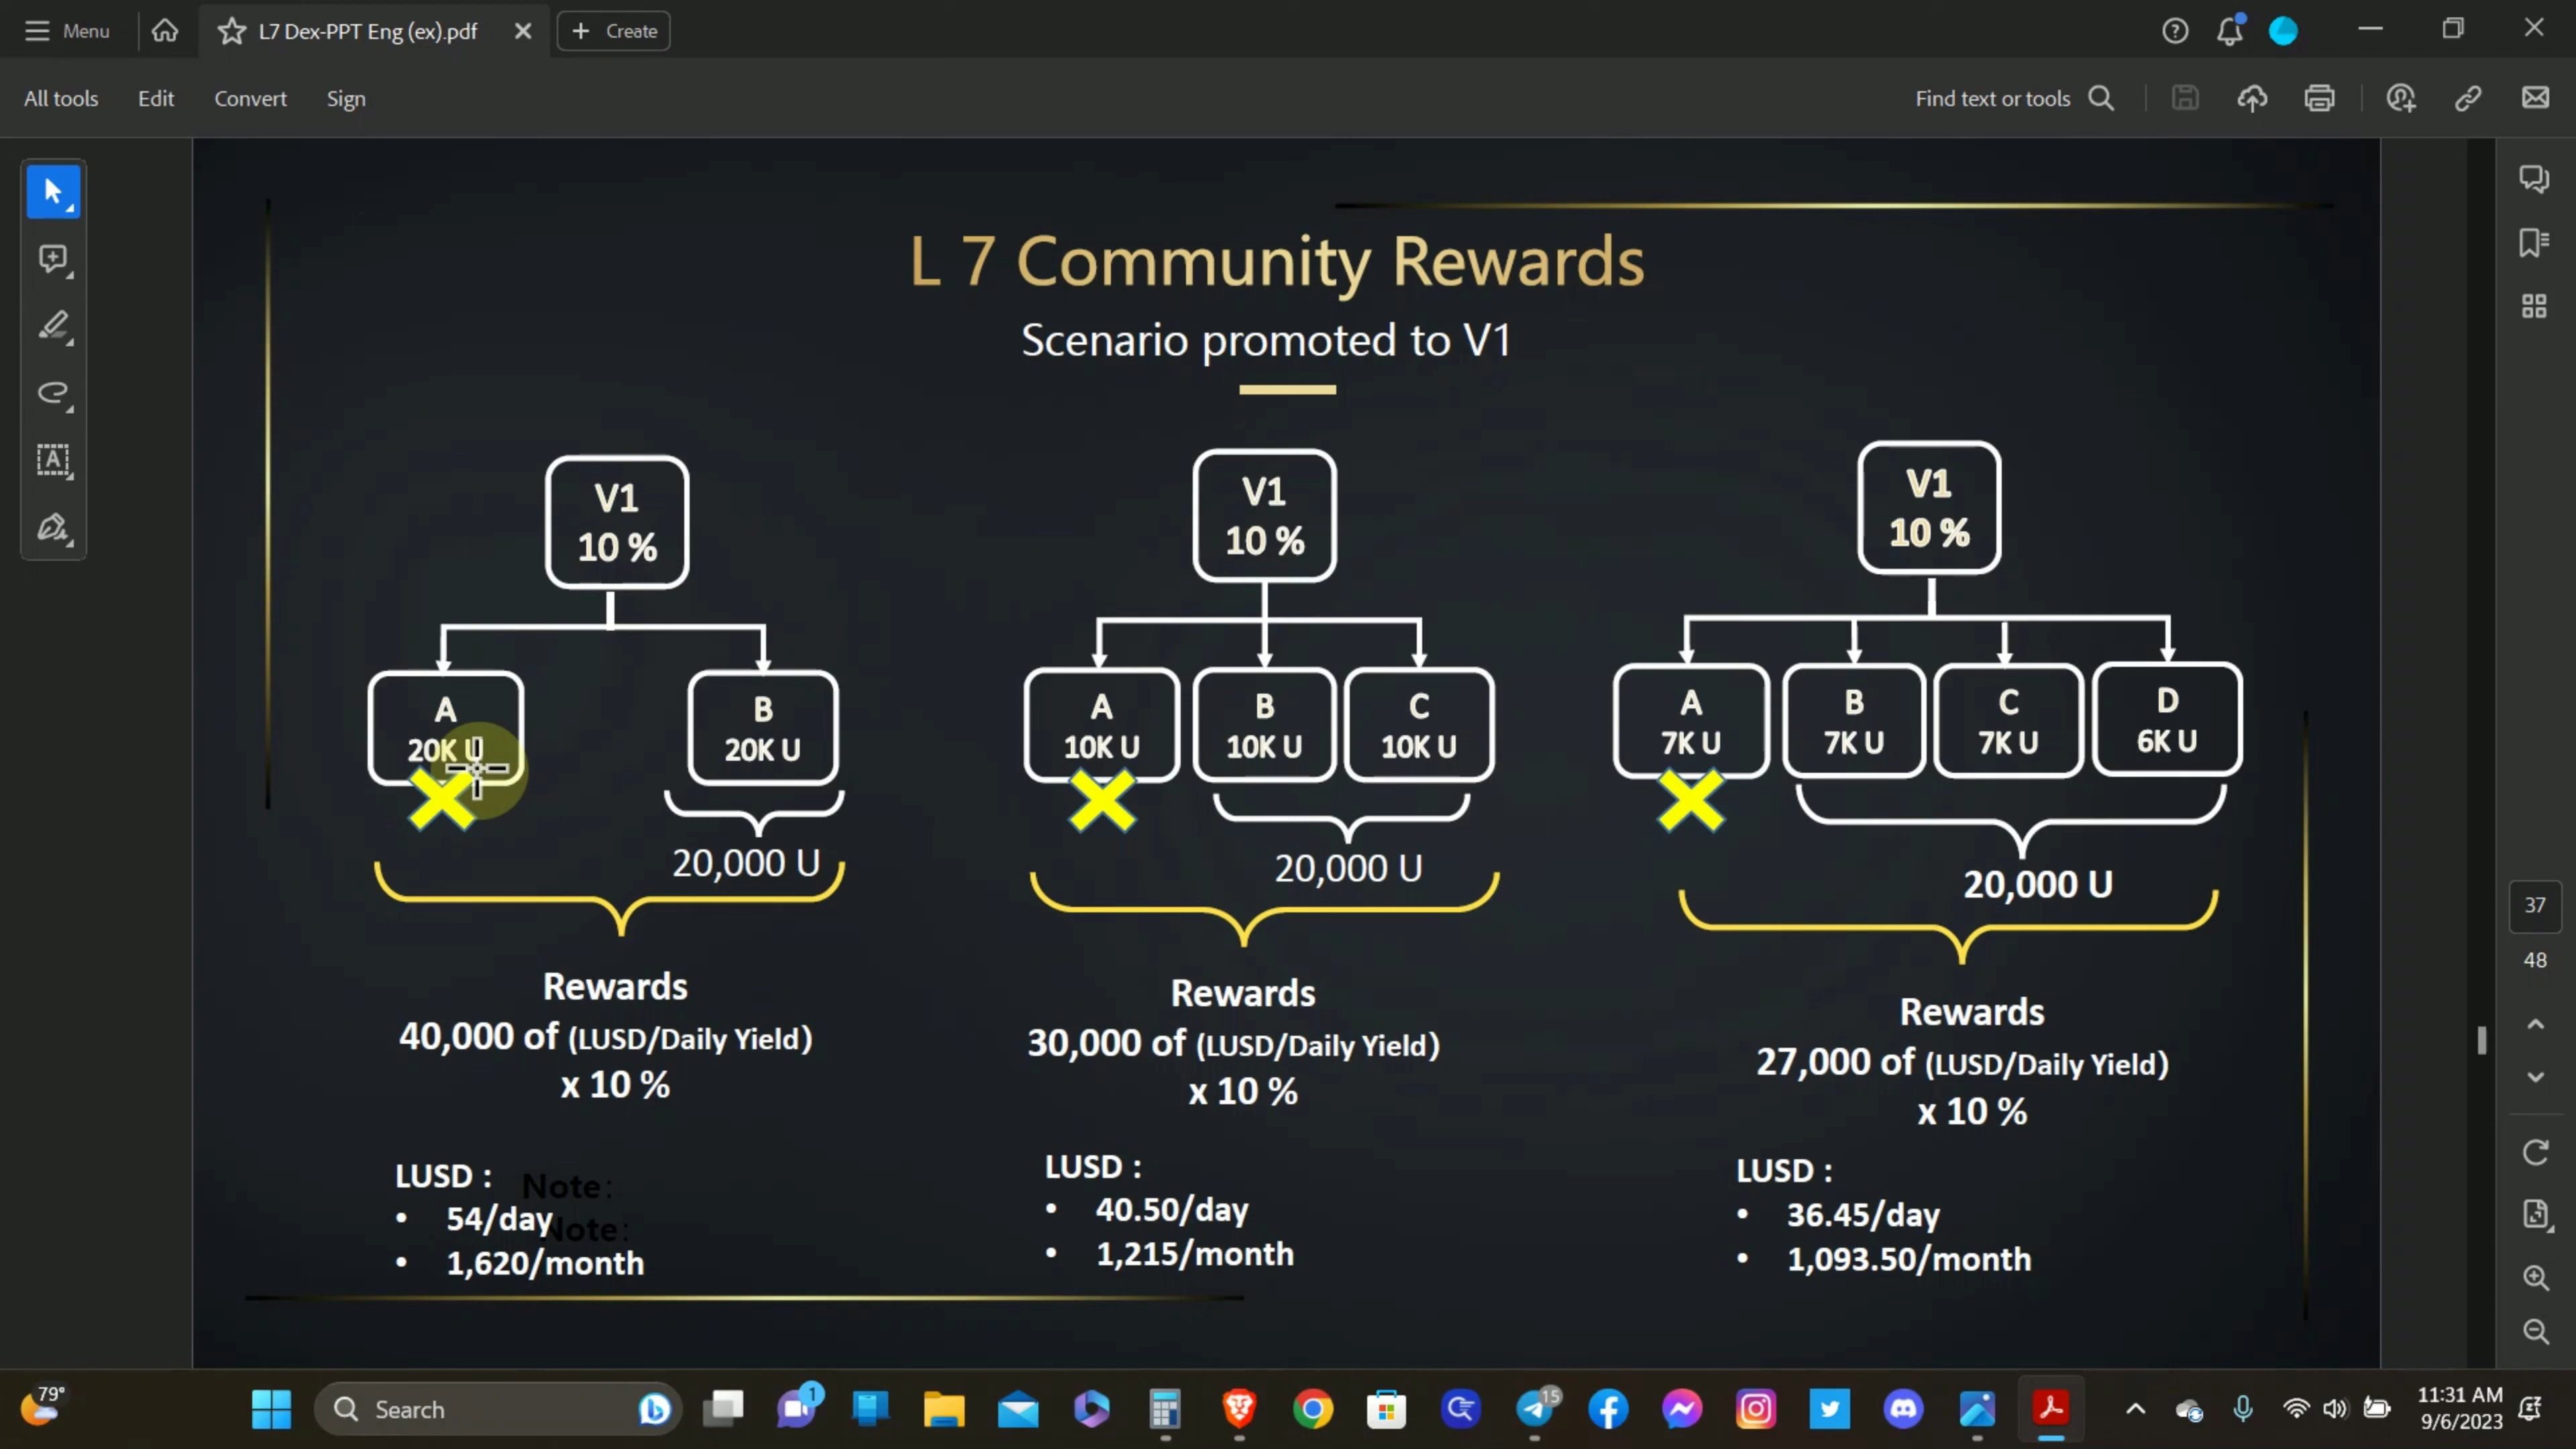 Menu
L7 Dex-PPT Eng (ex).pdf
Create
All tools
Edit
Convert
Sign
Find text or tools
L 7 Community Rewards
Scenario promoted to V1
V1
10 %
A
20K U
B
20K U
20,000 U
Rewards
40,000 of (LUSD/Daily Yield)
x 10 %
LUSD :
Note:
• 54/day
Note:
• 1,620/month
V1
10 %
A
10K U
B
10K U
C
10K U
20,000 U
Rewards
30,000 of (LUSD/Daily Yield)
x 10 %
LUSD :
• 40.50/day
• 1,215/month
V1
10 %
A
7K U
B
7K U
C
7K U
D
6K U
20,000 U
Rewards
27,000 of (LUSD/Daily Yield)
x 10 %
LUSD :
• 36.45/day
• 1,093.50/month
37
48
79°
Search
1
15
11:31 AM
9/6/2023